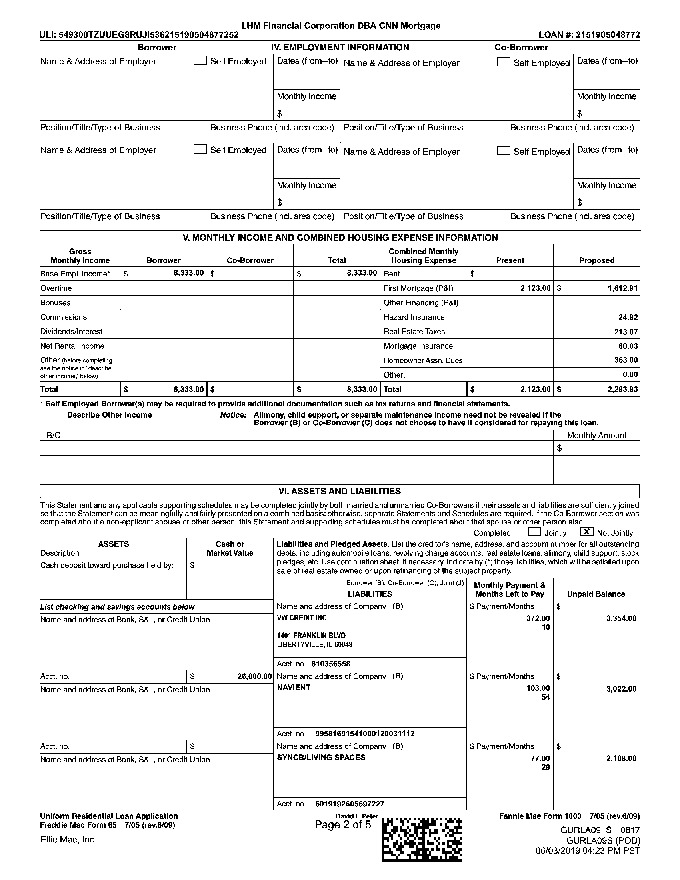 LHM Financial Corporation DBA CNN Mortgage
ULI: 549300TZUUEG3RUJI536215190504877252 LOAN #: 2151905048772
Borrower IV. EMPLOYMENT INFORMATION Co-Borrower
Name & Address of Employer Self Employed Dates (from–to) Name & Address of Employer Self Employed Dates (from–to)
Monthly Income Monthly Income
$ $
Position/Title/Type of Business Business Phone (incl. area code) Position/Title/Type of Business Business Phone (incl. area code)
Name & Address of Employer Self Employed Dates (from–to) Name & Address of Employer Self Employed Dates (from–to)
Monthly Income Monthly Income
$ $
Position/Title/Type of Business Business Phone (incl. area code) Position/Title/Type of Business Business Phone (incl. area code)
V. MONTHLY INCOME AND COMBINED HOUSING EXPENSE INFORMATION
Gross Monthly Income Borrower Co-Borrower Total Combined Monthly Housing Expense Present Proposed
Base Empl. Income* $ 8,333.00 $ $ 8,333.00 Rent $
Overtime First Mortgage (P&I) 2,123.00 $ 1,612.91
Bonuses Other Financing (P&I)
Commissions Hazard Insurance 24.92
Dividends/Interest Real Estate Taxes 213.07
Net Rental Income Mortgage Insurance 80.03
Other (before completing see the notice in "describe other income," below) Homeowner Assn. Dues 363.00
Other: 0.00
Total $ 8,333.00 $ $ 8,333.00 Total $ 2,123.00 $ 2,293.93
* Self Employed Borrower(s) may be required to provide additional documentation such as tax returns and financial statements.
Describe Other Income Notice: Alimony, child support, or separate maintenance income need not be revealed if the
Borrower (B) or Co-Borrower (C) does not choose to have it considered for repaying this loan.
B/C Monthly Amount
$
VI. ASSETS AND LIABILITIES
This Statement and any applicable supporting schedules may be completed jointly by both married and unmarried Co-Borrowers if their assets and liabilities are sufficiently joined
so that the Statement can be meaningfully and fairly presented on a combined basis; otherwise, separate Statements and Schedules are required. If the Co-Borrower section was
completed about a non-applicant spouse or other person, this Statement and supporting schedules must be completed about that spouse or other person also.
Completed Jointly X Not Jointly
ASSETS Cash or Market Value
Description
Cash deposit toward purchase held by: $
Liabilities and Pledged Assets. List the creditor's name, address, and account number for all outstanding
debts, including automobile loans, revolving charge accounts, real estate loans, alimony, child support, stock
pledges, etc. Use continuation sheet, if necessary. Indicate by (*) those liabilities, which will be satisfied upon
sale of real estate owned or upon refinancing of the subject property.
Borrower (B), Co-Borrower (C), Joint (J)
LIABILITIES Monthly Payment & Months Left to Pay Unpaid Balance
List checking and savings accounts below
Name and address of Bank, S&L, or Credit Union
Name and address of Company (B) $ Payment/Months $
VW CREDIT INC 372.00 3,354.00
10
1401 FRANKLIN BLVD
LIBERTYVILLE, IL 60048
Acct. no. 810356558
Acct. no. $ 26,000.00
Name and address of Bank, S&L, or Credit Union
Name and address of Company (B) $ Payment/Months $
NAVIENT 103.00 3,022.00
54
Acct. no. 99581691541000120031112
Acct. no. $
Name and address of Bank, S&L, or Credit Union
Name and address of Company (B) $ Payment/Months $
SYNCB/LIVING SPACES 77.00 2,108.00
28
Acct. no. 6019192605697227
Uniform Residential Loan Application
Freddie Mac Form 65 7/05 (rev.6/09)
Page 2 of 5
Fannie Mae Form 1003 7/05 (rev.6/09)
Ellie Mae, Inc.
GURLA09_S 0817
GURLA09S (POD)
06/03/2019 04:23 PM PST